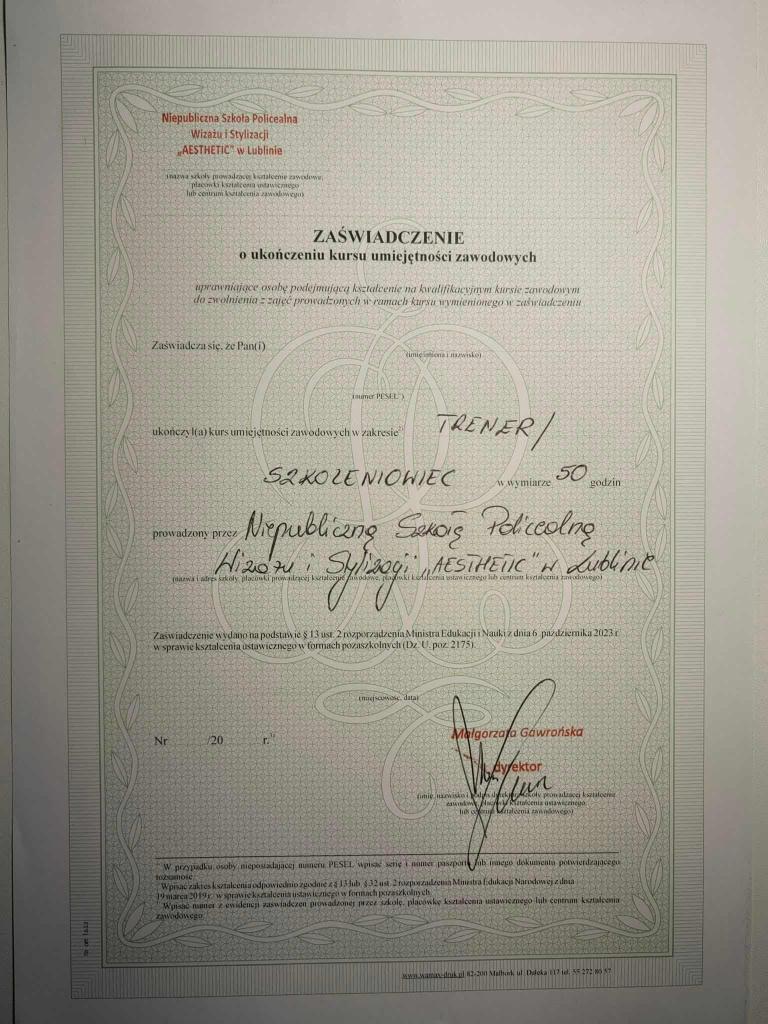 Niepubliczna Szkoła Policealna
Wizażu i Stylizacji
„AESTHETIC" w Lublinie
(nazwa szkoły prowadzącej kształcenie zawodowe,
placówki kształcenia ustawicznego
lub centrum kształcenia zawodowego)
ZAŚWIADCZENIE
o ukończeniu kursu umiejętności zawodowych
uprawniające osobę podejmującą kształcenie na kwalifikacyjnym kursie zawodowym
do zwolnienia z zajęć prowadzonych w ramach kursu wymienionego w zaświadczeniu
Zaświadcza się, że Pan(i)
(imię/imiona i nazwisko)
(numer PESEL¹⁾)
ukończył(a) kurs umiejętności zawodowych w zakresie²⁾ TRENER/
SZKOLENIOWIEC w wymiarze 50 godzin
prowadzony przez Niepubliczną Szkołę Policealną
Wizażu i Stylizacji „AESTHETIC" w Lublinie
(nazwa i adres szkoły, placówki prowadzącej kształcenie zawodowe, placówki kształcenia ustawicznego lub centrum kształcenia zawodowego)
Zaświadczenie wydano na podstawie § 13 ust. 2 rozporządzenia Ministra Edukacji i Nauki z dnia 6 października 2023 r.
w sprawie kształcenia ustawicznego w formach pozaszkolnych (Dz. U. poz. 2175).
(miejscowość, data)
Nr /20 r.³⁾
Małgorzata Gawrońska
dyrektor
(imię, nazwisko i podpis dyrektora szkoły prowadzącej kształcenie
zawodowe, placówki kształcenia ustawicznego
lub centrum kształcenia zawodowego)
W przypadku osoby nieposiadającej numeru PESEL wpisać serię i numer paszportu lub innego dokumentu potwierdzającego
tożsamość.
Wpisać zakres kształcenia odpowiednio zgodnie z § 13 lub § 32 ust. 2 rozporządzenia Ministra Edukacji Narodowej z dnia
19 marca 2019 r. w sprawie kształcenia ustawicznego w formach pozaszkolnych.
Wpisać numer z ewidencji zaświadczeń prowadzonej przez szkołę, placówkę kształcenia ustawicznego lub centrum kształcenia
zawodowego.
www.wamax-druk.pl 82-200 Malbork ul. Daleka 117 tel. 55 272 80 57